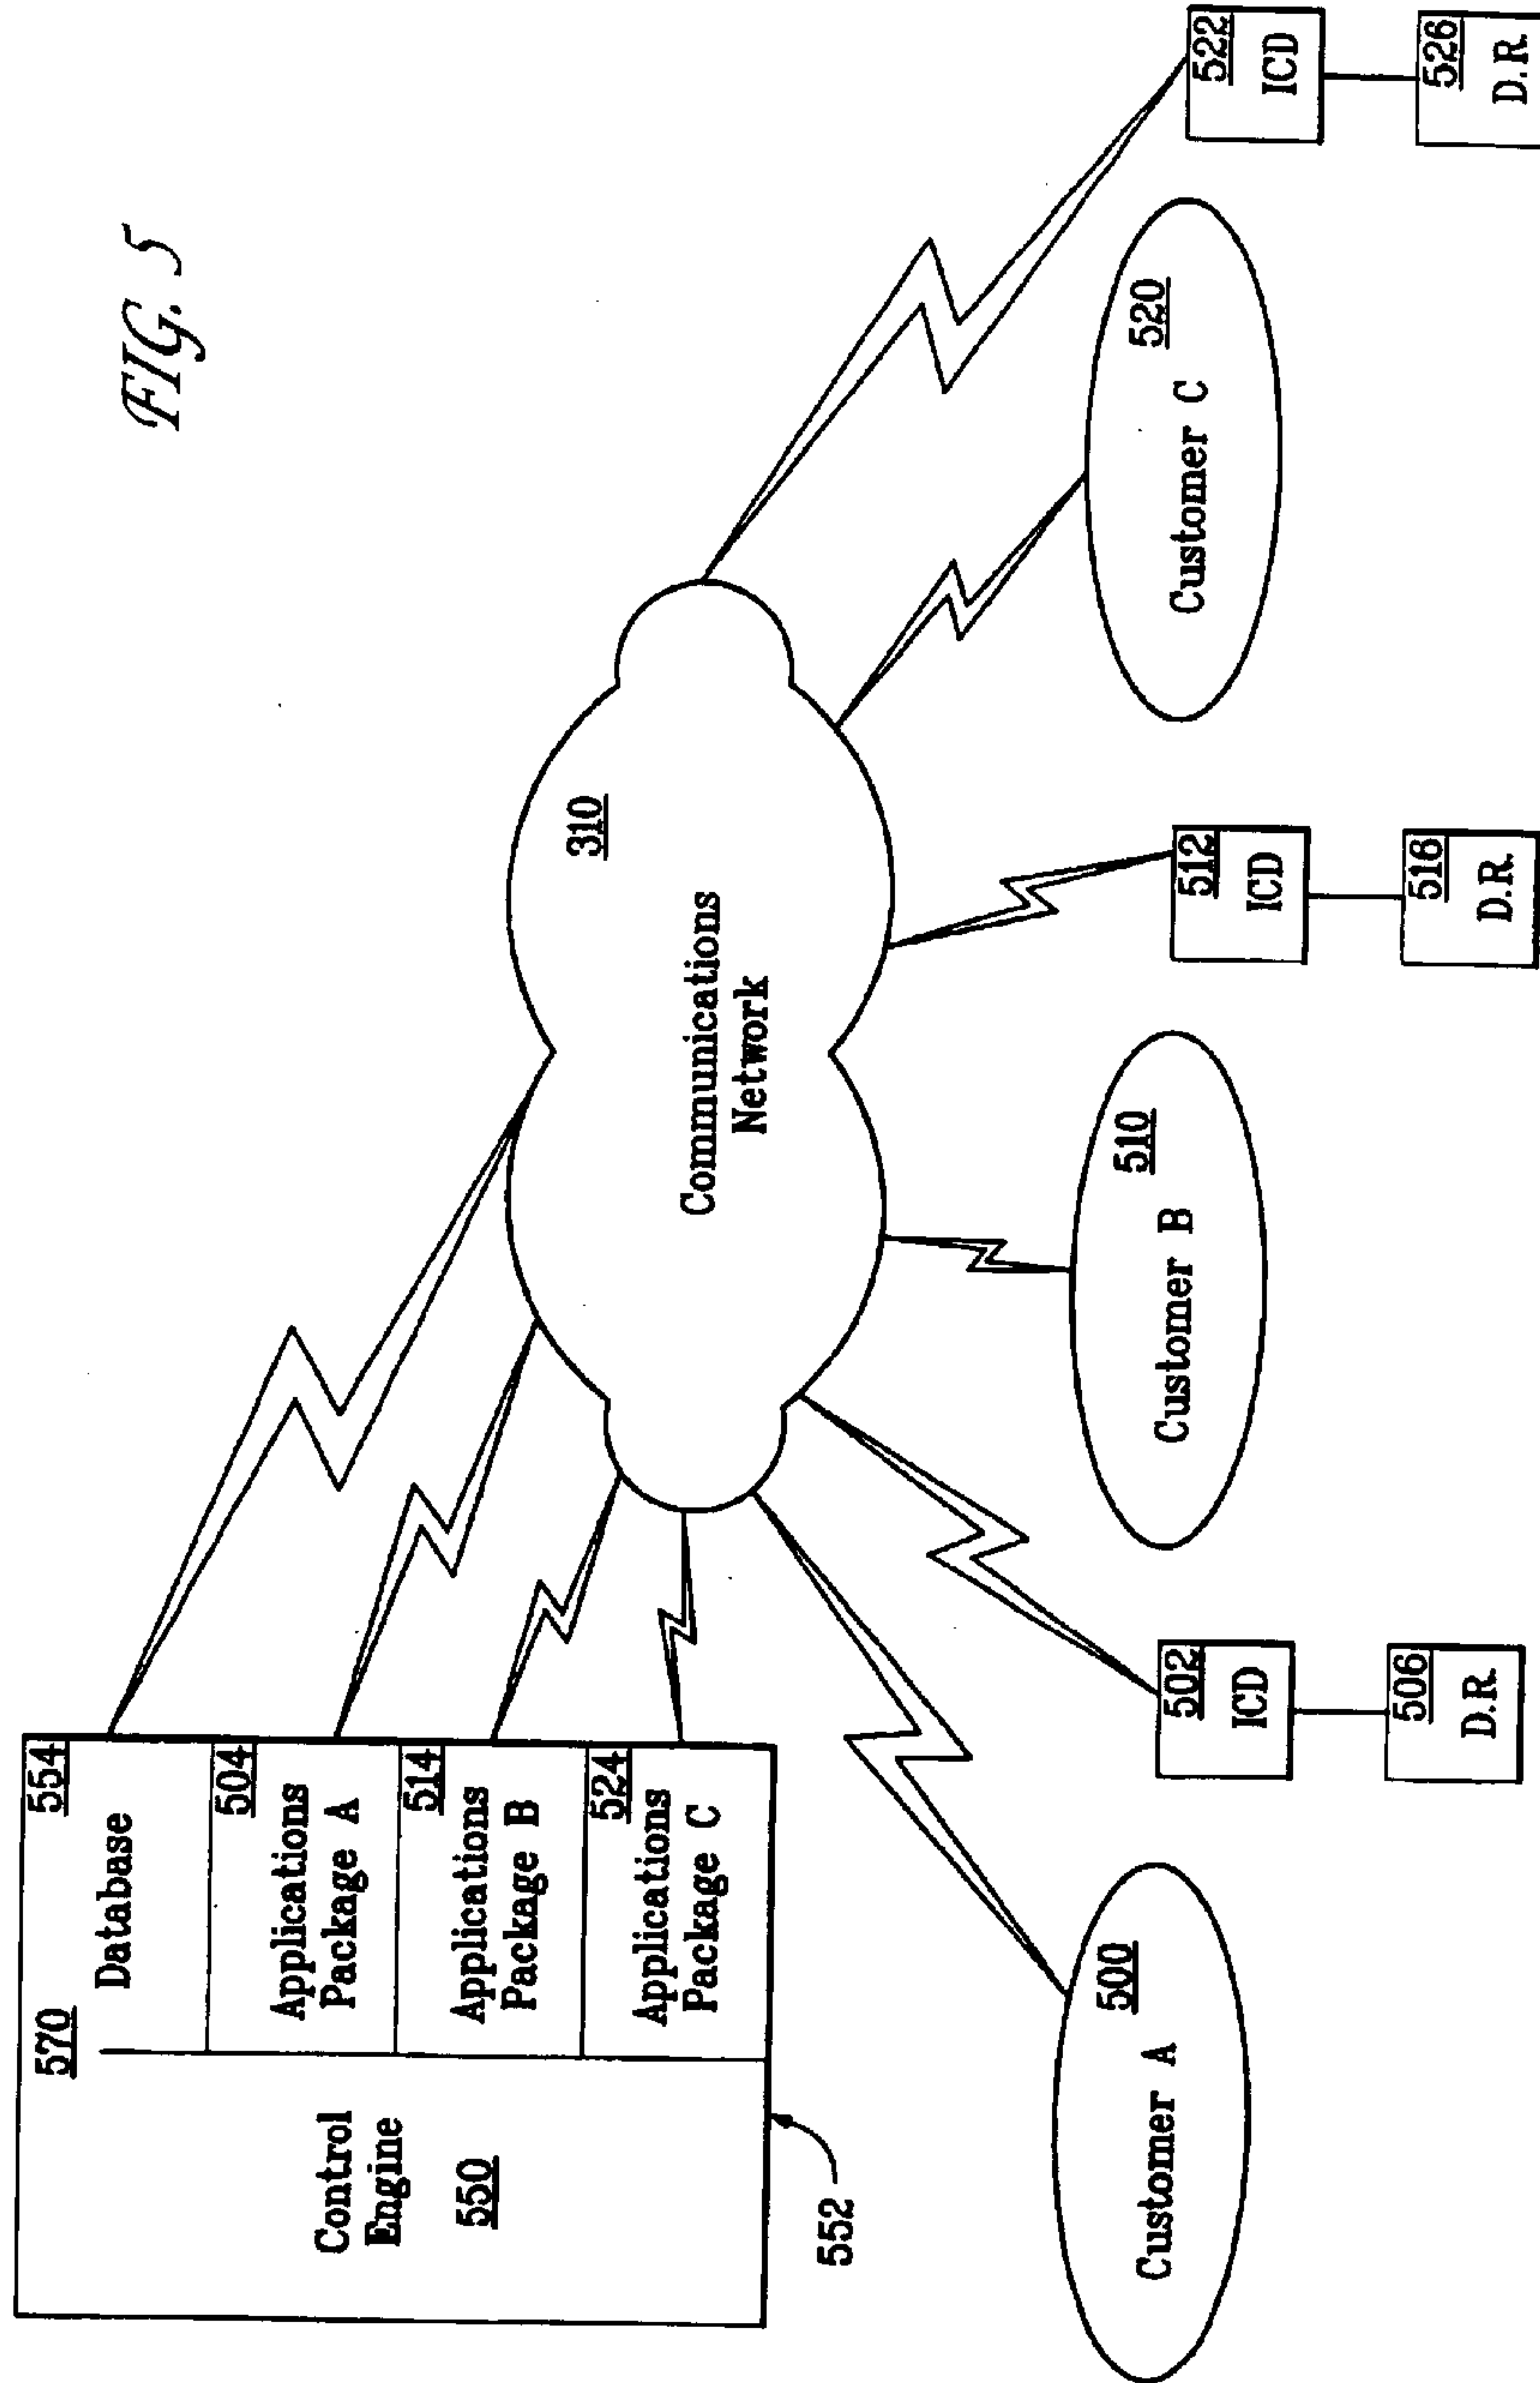 FIG. 5
570
554
Database
504
Applications
Package A
514
Applications
Package B
524
Applications
Package C
Control
Engine
550
552
310
Communications
Network
500
Customer A
502
ICD
506
D.R.
510
Customer B
512
ICD
516
D.R.
520
Customer C
522
ICD
526
D.R.